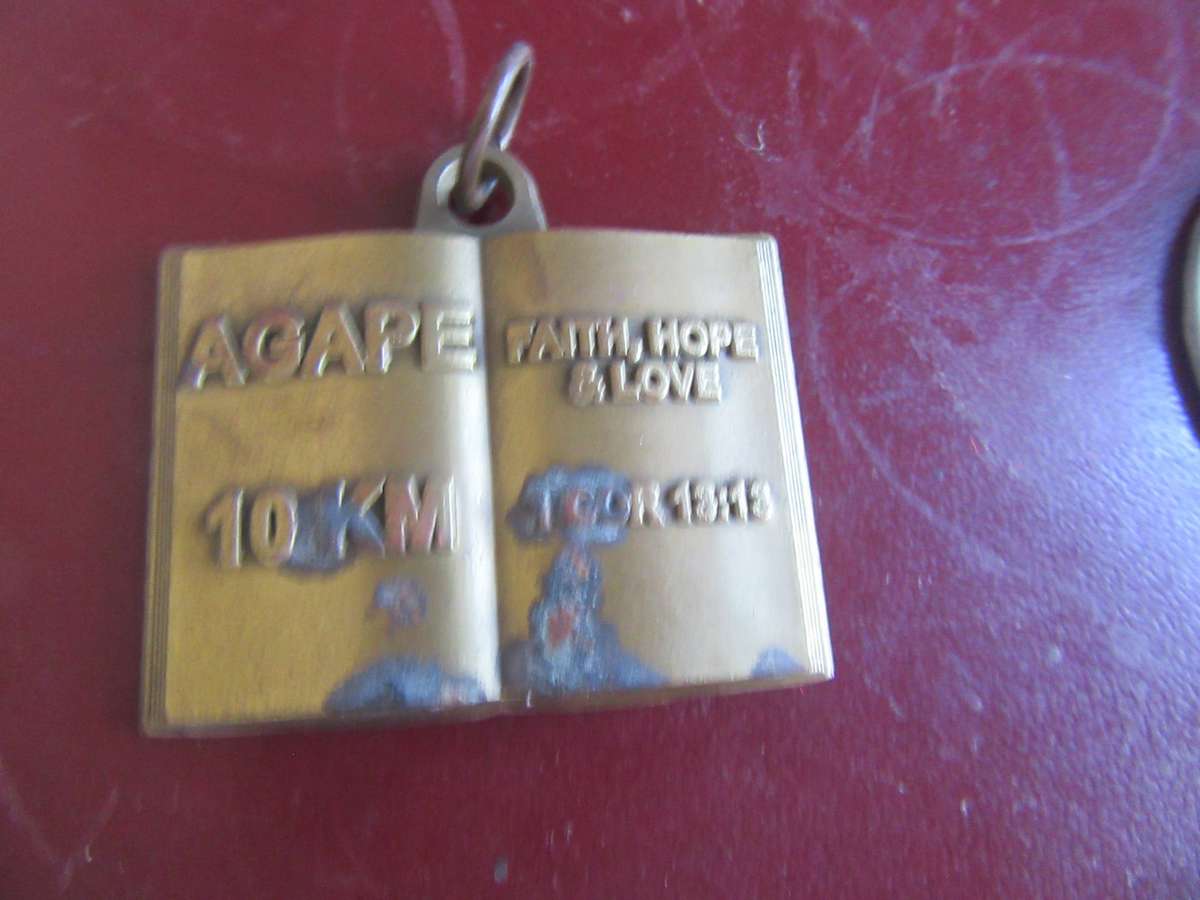 AGAPE
10 KM
FAITH, HOPE
& LOVE
1 COR 13:13